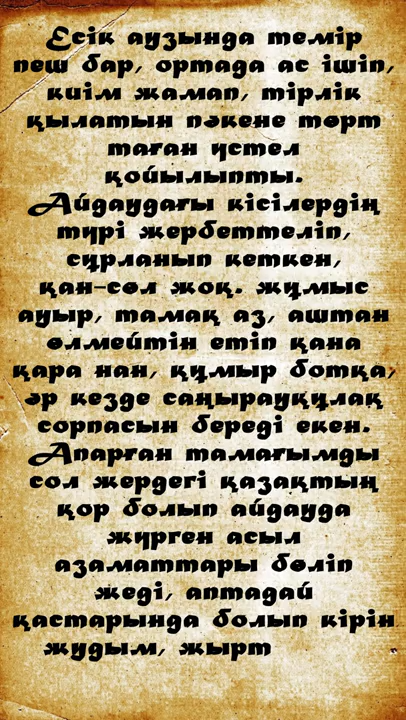 Есік аузында темір
пеш бар, ортада ас ішіп,
киім жамап, тірлік
қылатын пәкене төрт
таған үстел
қойылыпты.
Айдаудағы кісілердің
түрі жербеттеліп,
сұрланып кеткен,
қан-сөл жоқ. жұмыс
ауыр, тамақ аз, аштан
өлмейтін етіп қана
қара нан, құмыр ботқа,
әр кезде саңырауқұлақ
сорпасын береді екен.
Апарған тамағымды
сол жердегі қазақтың
қор болып айдауда
жүрген асыл
азаматтары бөліп
жеді, аптадай
қастарында болып кірін
жудым, жырт